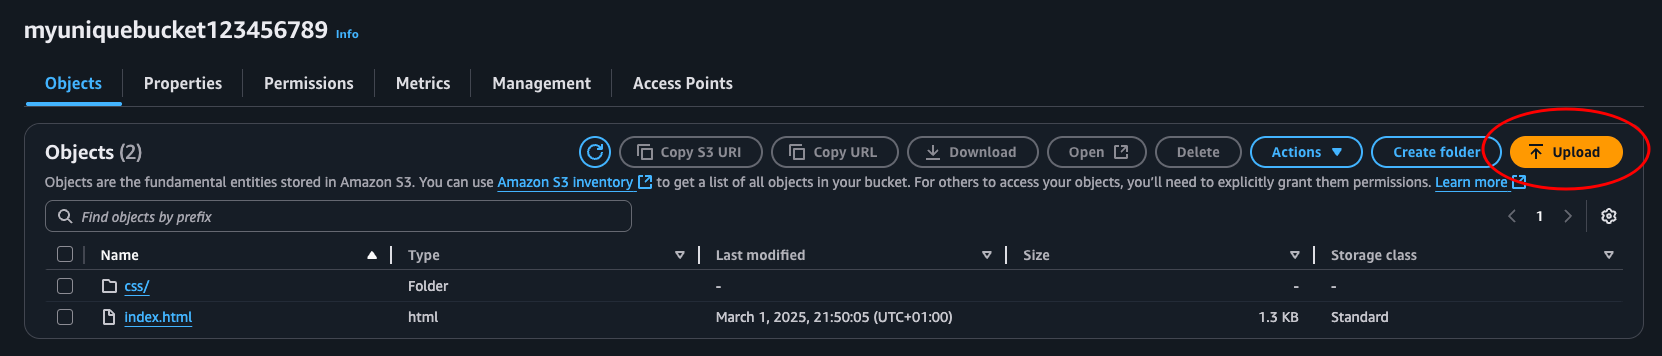 myuniquebucket123456789 Info
Objects Properties Permissions Metrics Management Access Points
Objects (2) Copy S3 URI Copy URL Download Open Delete Actions Create folder Upload
Objects are the fundamental entities stored in Amazon S3. You can use Amazon S3 inventory to get a list of all objects in your bucket. For others to access your objects, you'll need to explicitly grant them permissions. Learn more
Find objects by prefix 1
Name Type Last modified Size Storage class
css/ Folder - - -
index.html html March 1, 2025, 21:50:05 (UTC+01:00) 1.3 KB Standard